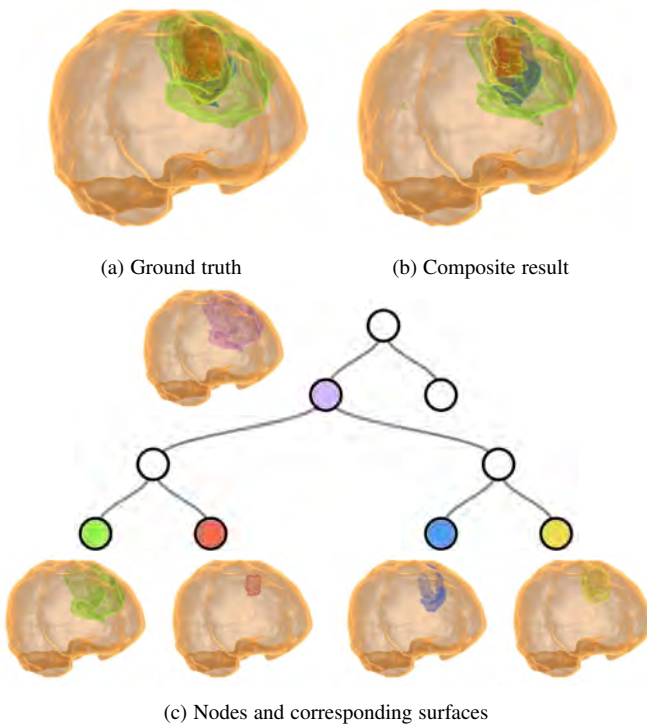 (a) Ground truth
(b) Composite result
(c) Nodes and corresponding surfaces